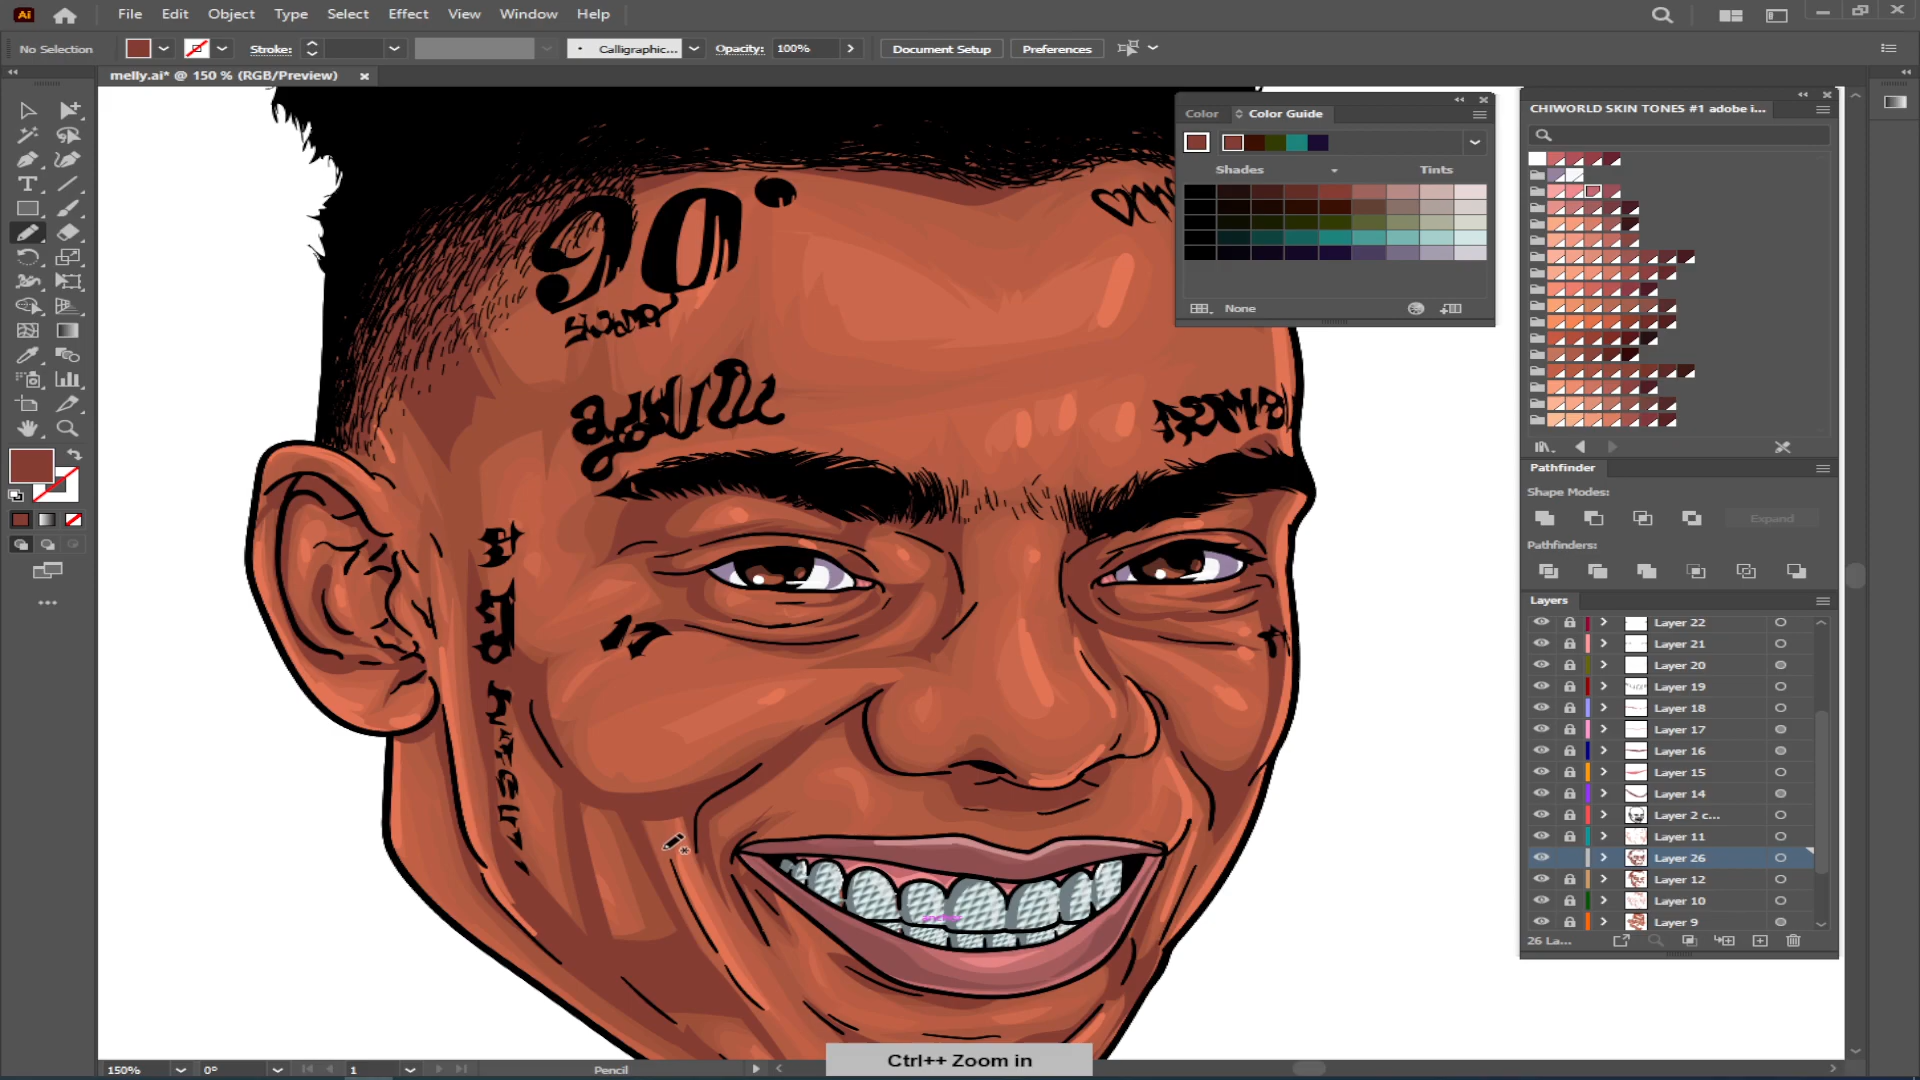 Ai File Edit Object Type Select Effect View Window Help
No Selection Stroke: Calligraphic... Opacity: 100% Document Setup Preferences
melly.ai* @ 150 % (RGB/Preview)
Color Color Guide
Shades Tints
None
CHIWORLD SKIN TONES #1 adobe i...
Pathfinder
Shape Modes:
Expand
Pathfinders:
Layers
Layer 22
Layer 21
Layer 20
Layer 19
Layer 18
Layer 17
Layer 16
Layer 15
Layer 14
Layer 2 c...
Layer 11
Layer 26
Layer 12
Layer 10
Layer 9
26 La...
90
anchor
150% 0° 1 Pencil
Ctrl++ Zoom in